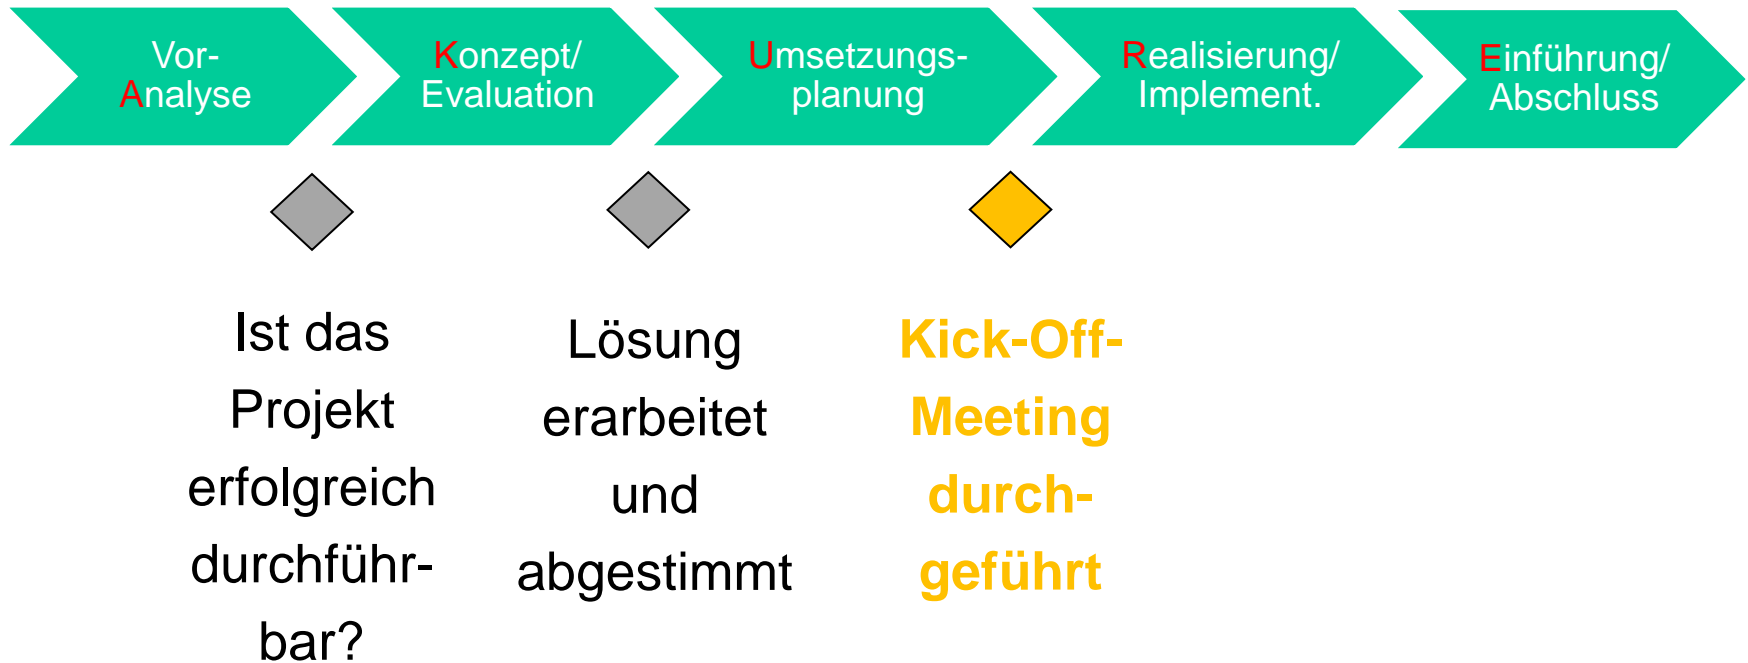 Vor-
Analyse
Konzept/
Evaluation
Umsetzungs-
planung
Realisierung/
Implement.
Einführung/
Abschluss
Ist das
Projekt
erfolgreich
durchführ-
bar?
Lösung
erarbeitet
und
abgestimmt
Kick-Off-
Meeting
durch-
geführt